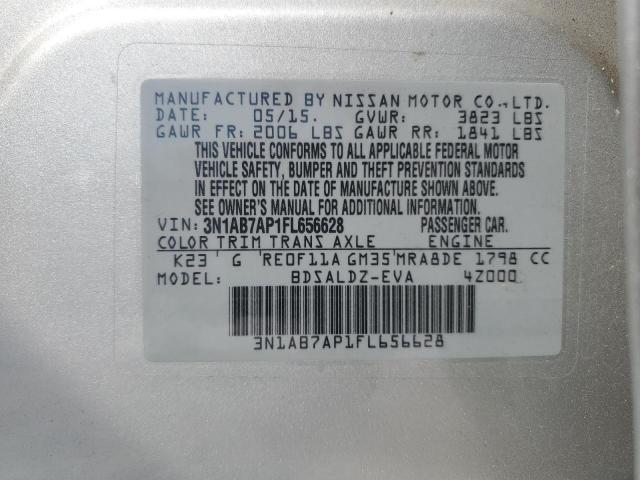 MANUFACTURED BY NISSAN MOTOR CO.,LTD.
DATE: 05/15. GVWR: 3823 LBS
GAWR FR: 2006 LBS GAWR RR: 1841 LBS
THIS VEHICLE CONFORMS TO ALL APPLICABLE FEDERAL MOTOR
VEHICLE SAFETY, BUMPER AND THEFT PREVENTION STANDARDS
IN EFFECT ON THE DATE OF MANUFACTURE SHOWN ABOVE.
SEE OWNER'S MANUAL FOR ADDITIONAL INFORMATION.
VIN: 3N1AB7AP1FL656628 PASSENGER CAR.
COLOR TRIM TRANS AXLE ENGINE
K23 G RE0F11A GM35 MRA8DE 1798 CC
BDSALDZ-EVA 4Z000
3N1AB7AP1FL656628